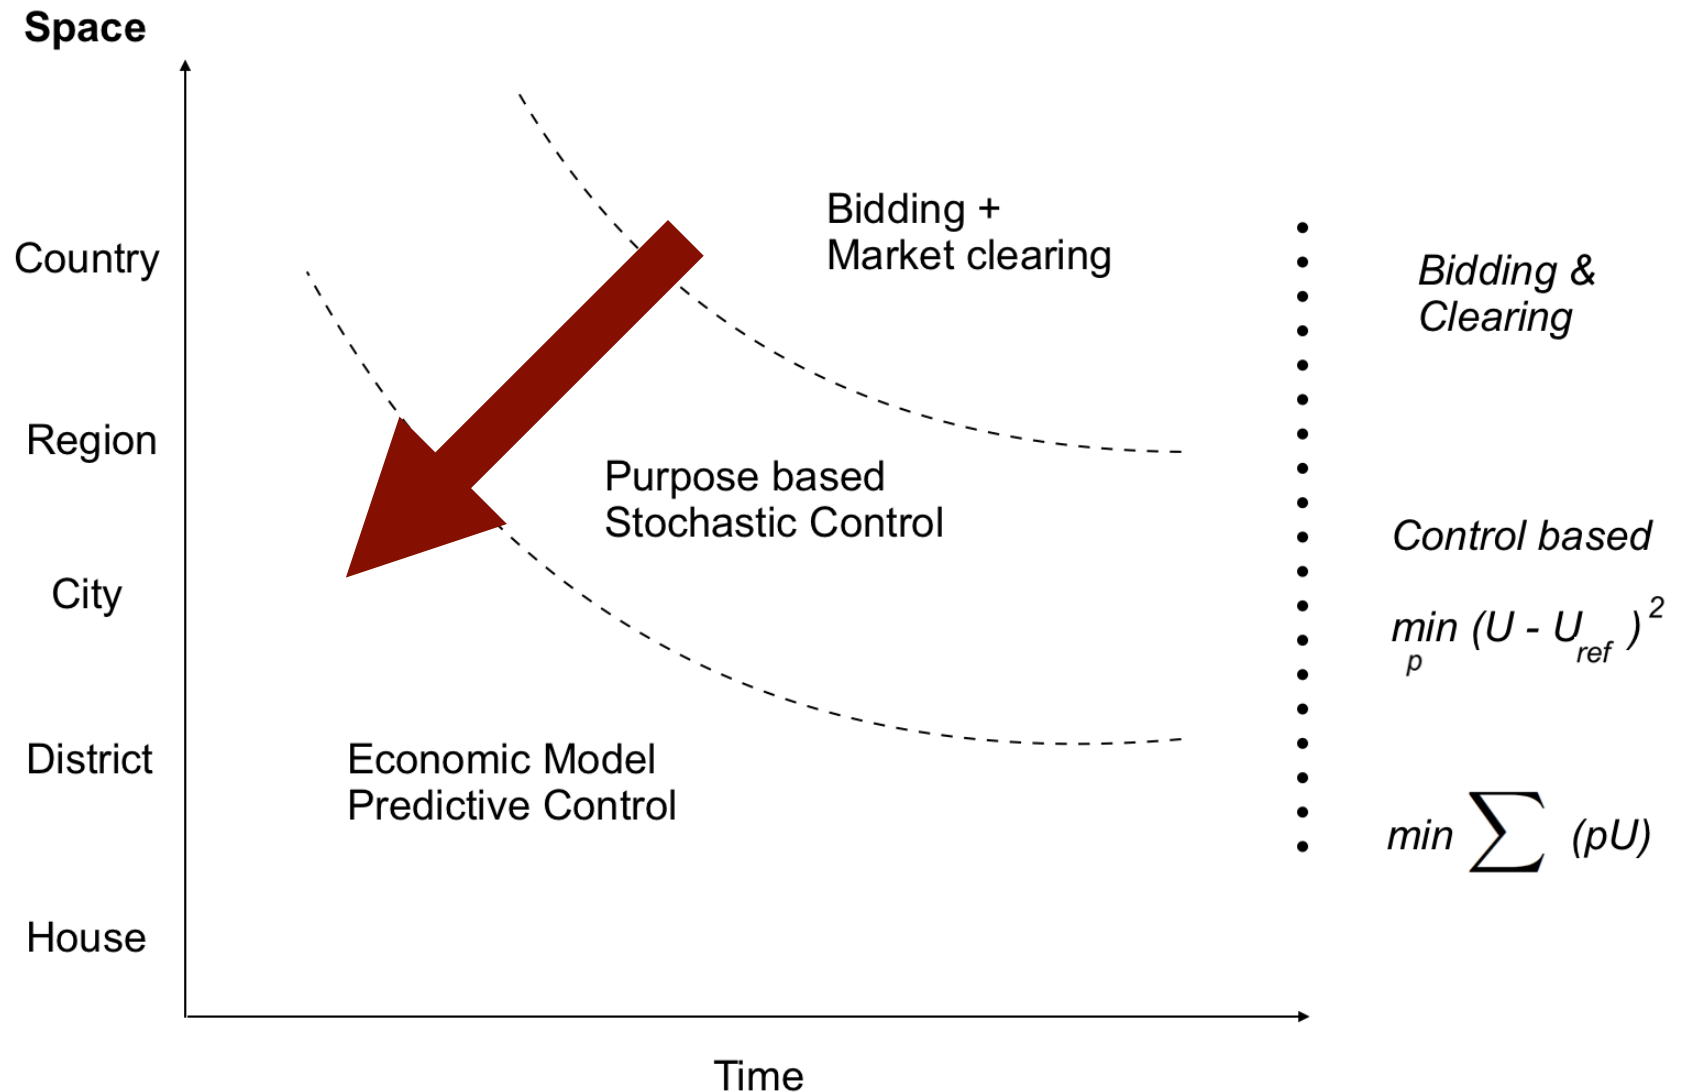 Space
Country
Region
City
District
House
Time
Bidding +
Market clearing
Purpose based
Stochastic Control
Economic Model
Predictive Control
Bidding &
Clearing
Control based
min (U - U ref )²
p
min ∑ (pU)